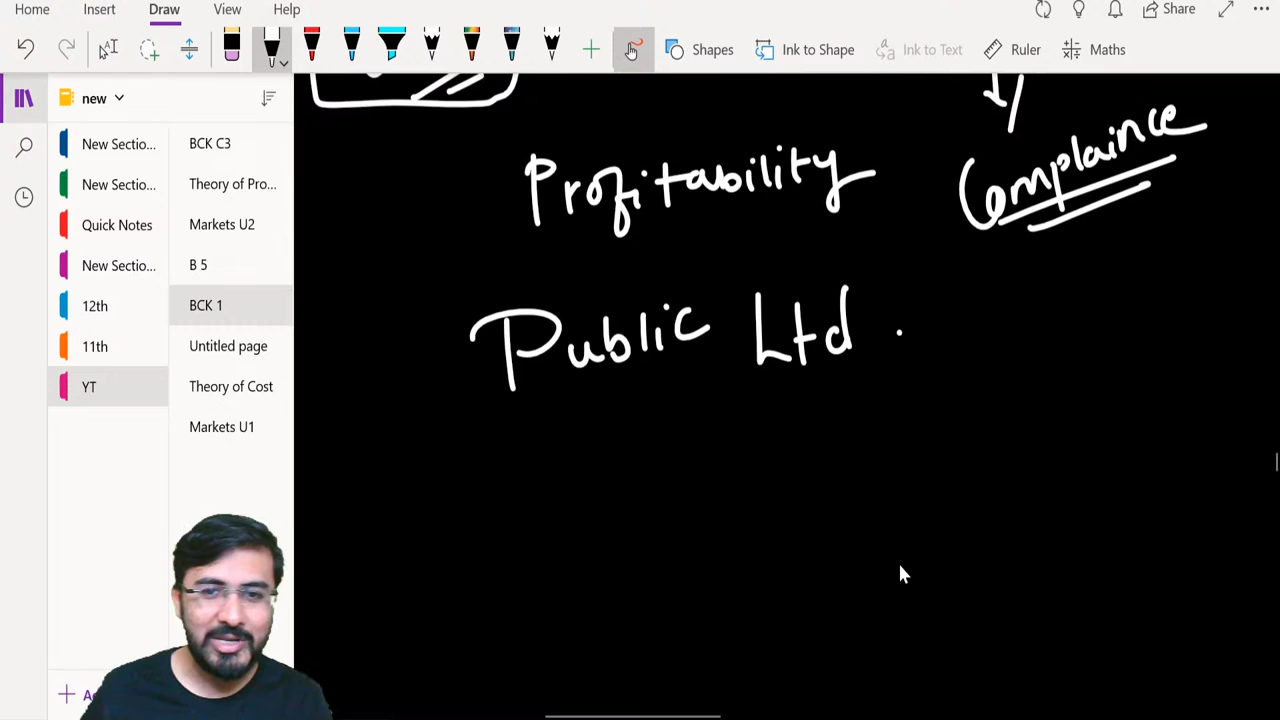 Home Insert Draw View Help Share
Shapes Ink to Shape Ink to Text Ruler Maths
new
New Sectio... BCK C3
New Sectio... Theory of Pro...
Quick Notes Markets U2
New Sectio... B 5
12th BCK 1
11th Untitled page
YT Theory of Cost
Markets U1
Complaince
Profitability
Public Ltd.